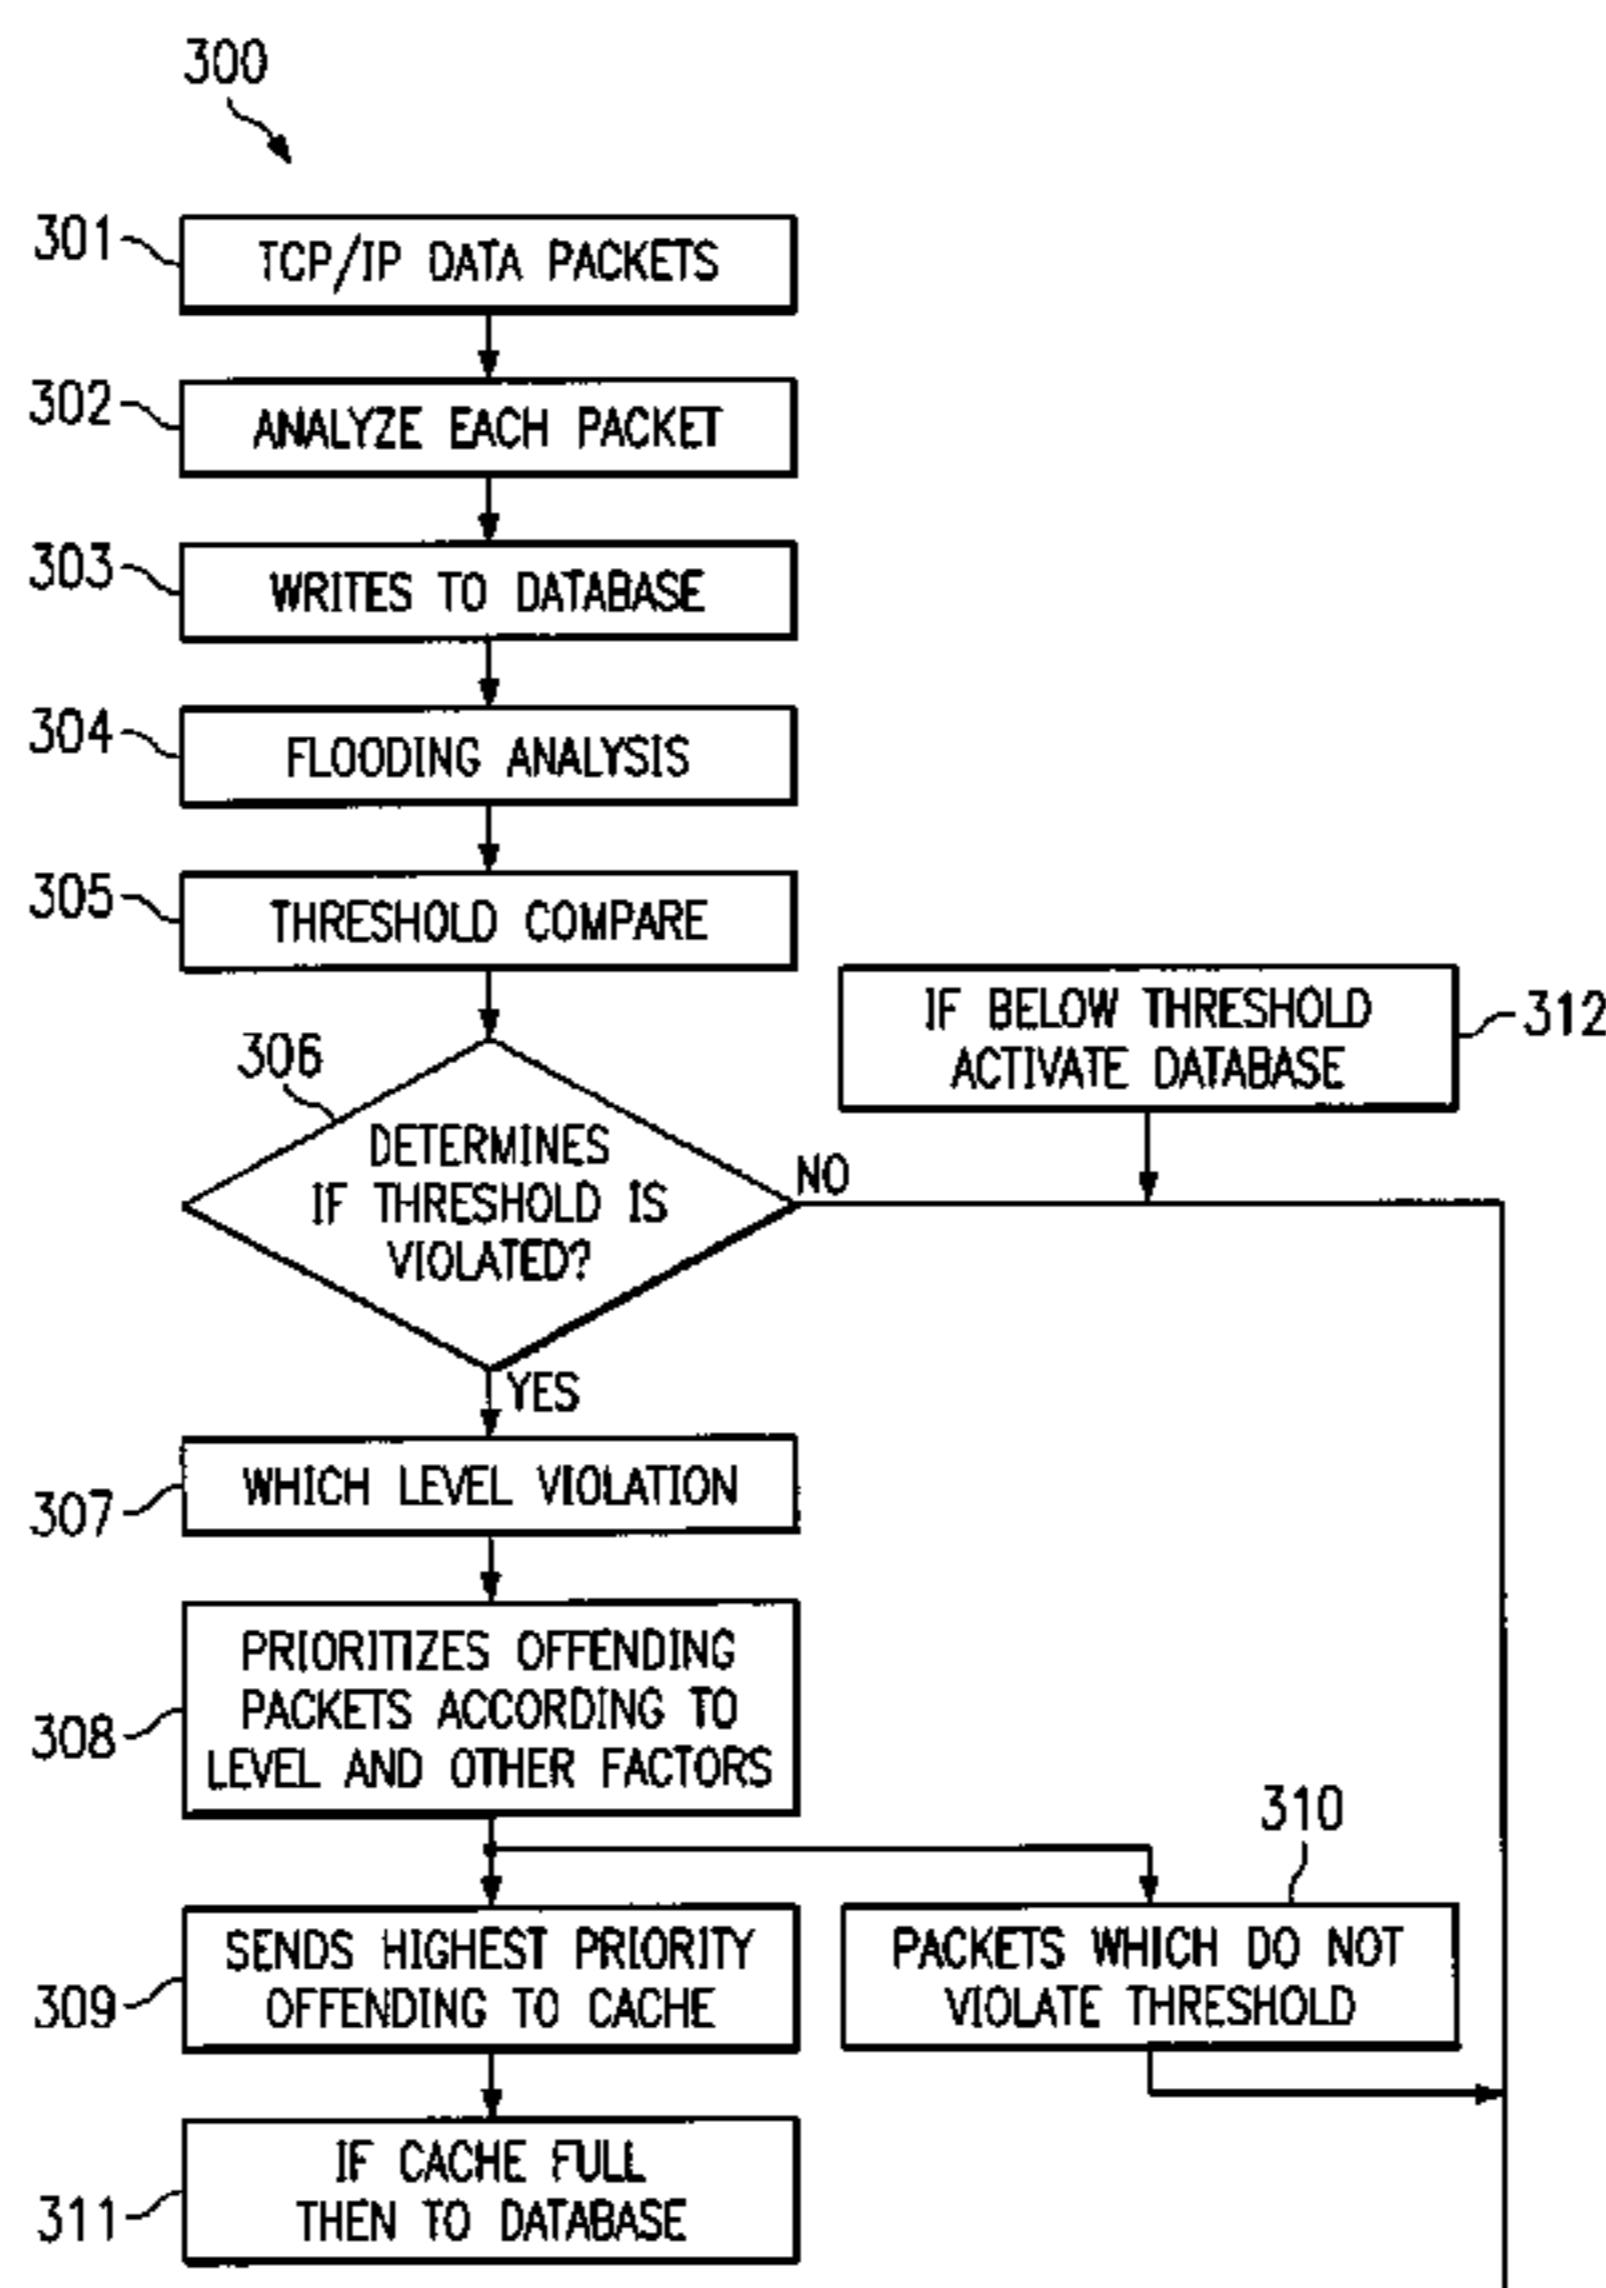 300
301
TCP/IP DATA PACKETS
302
ANALYZE EACH PACKET
303
WRITES TO DATABASE
304
FLOODING ANALYSIS
305
THRESHOLD COMPARE
IF BELOW THRESHOLD
ACTIVATE DATABASE
312
306
DETERMINES
IF THRESHOLD IS
VIOLATED?
NO
YES
307
WHICH LEVEL VIOLATION
308
PRIORITIZES OFFENDING
PACKETS ACCORDING TO
LEVEL AND OTHER FACTORS
310
309
SENDS HIGHEST PRIORITY
OFFENDING TO CACHE
PACKETS WHICH DO NOT
VIOLATE THRESHOLD
311
IF CACHE FULL
THEN TO DATABASE